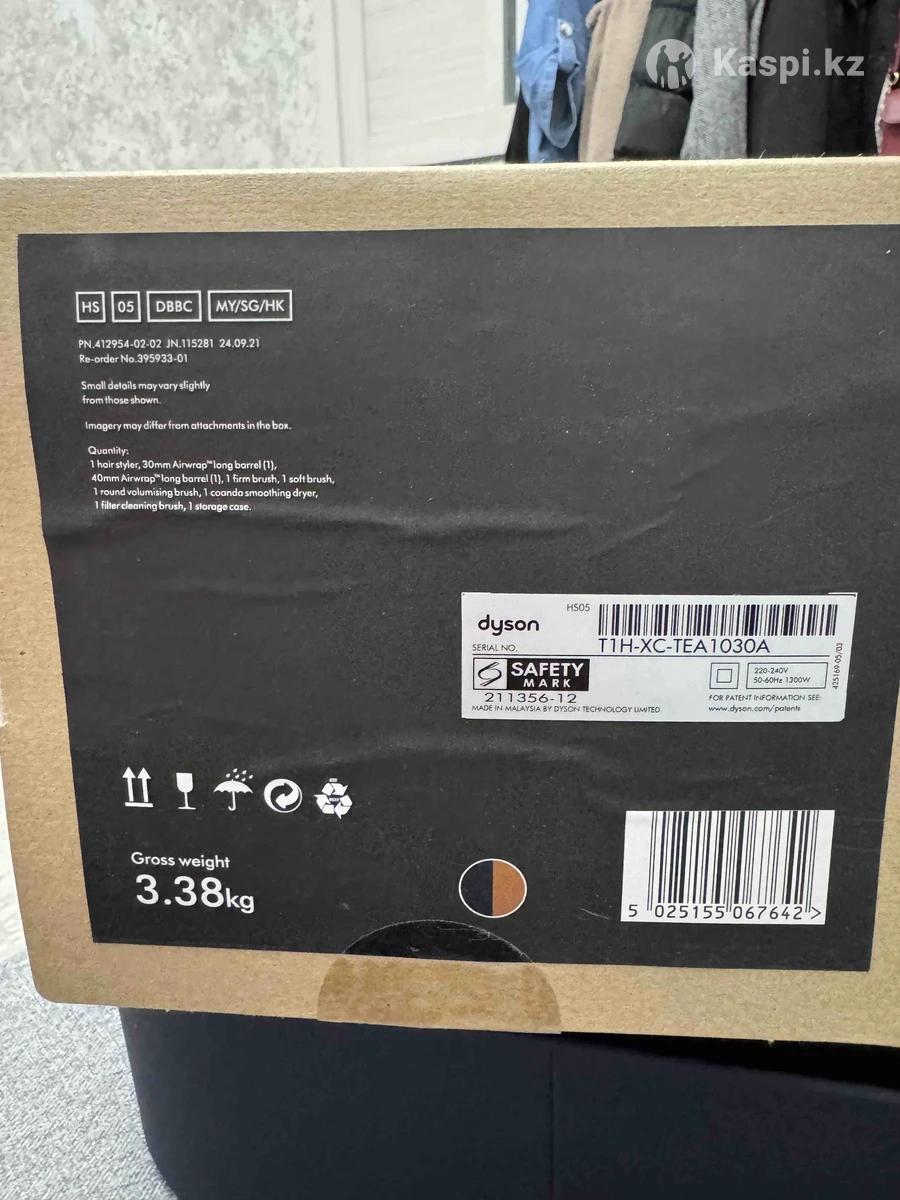 Kaspi.kz
HS 05 DBBC MY/SG/HK
PN.412954-02-02 JN.115281 24.09.21
Re-order No.395933-01
Small details may vary slightly
from those shown.
Imagery may differ from attachments in the box.
Quantity:
1 hair styler, 30mm Airwrap™ long barrel (1),
40mm Airwrap™ long barrel (1), 1 firm brush, 1 soft brush,
1 round volumising brush, 1 coanda smoothing dryer,
1 filter cleaning brush, 1 storage case.
dyson
HS05
SERIAL NO.
T1H-XC-TEA1030A
S SAFETY
MARK
211356-12
MADE IN MALAYSIA BY DYSON TECHNOLOGY LIMITED
220-240V
50-60Hz 1300W
FOR PATENT INFORMATION SEE:
www.dyson.com/patents
425169-05/03
Gross weight
3.38kg
5 025155 067642 >